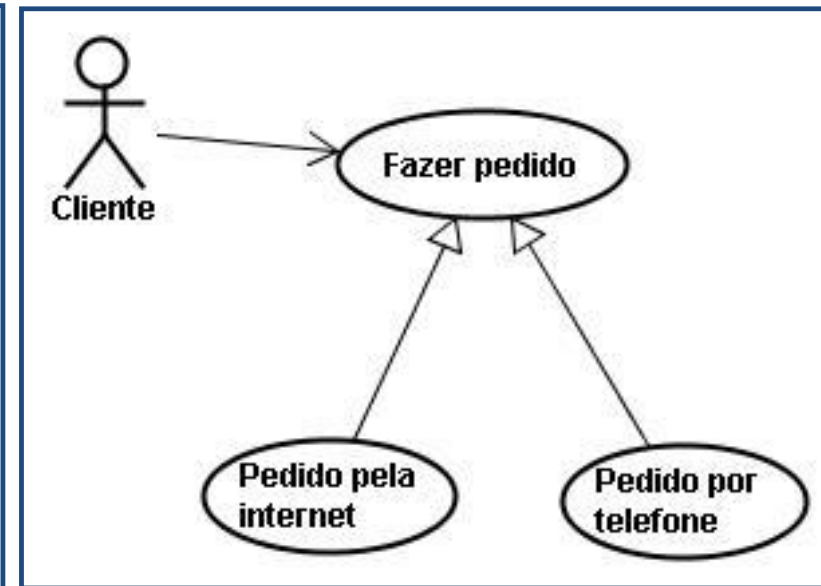 Cliente
Fazer pedido
Pedido pela
internet
Pedido por
telefone